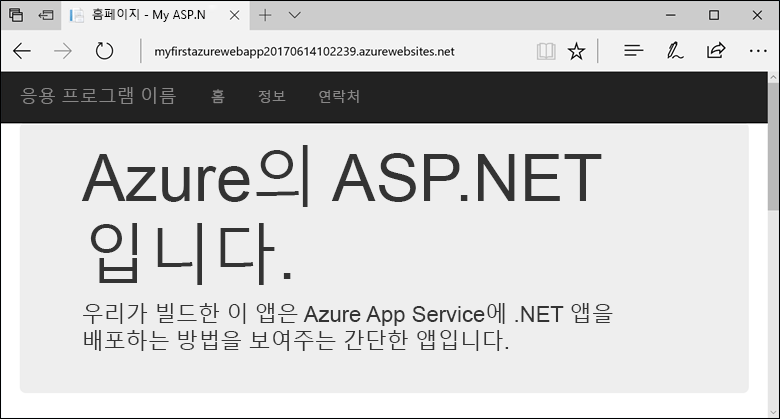 홈페이지 - My ASP.N
myfirstazurewebapp20170614102239.azurewebsites.net
응용 프로그램 이름 홈 정보 연락처
Azure의 ASP.NET
입니다.
우리가 빌드한 이 앱은 Azure App Service에 .NET 앱을
배포하는 방법을 보여주는 간단한 앱입니다.